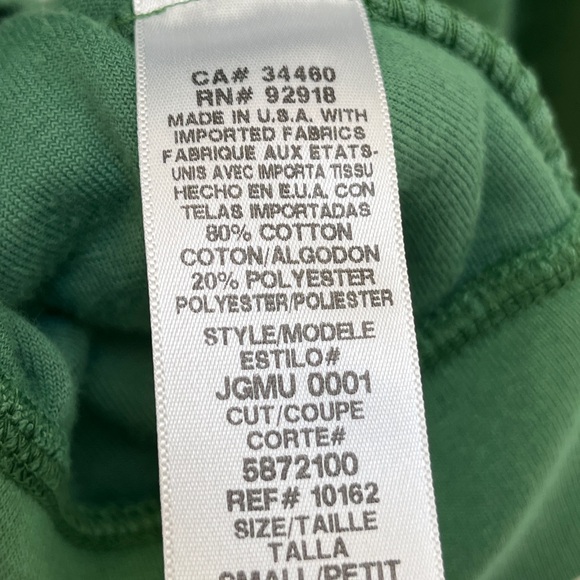 CA# 34460
RN# 92918
MADE IN U.S.A. WITH
IMPORTED FABRICS
FABRIQUE AUX ETATS-
UNIS AVEC IMPORTA TISSU
HECHO EN E.U.A. CON
TELAS IMPORTADAS
80% COTTON
COTON/ALGODON
20% POLYESTER
POLYESTER/POLIESTER
STYLE/MODELE
ESTILO#
JGMU 0001
CUT/COUPE
CORTE#
5872100
REF# 10162
SIZE/TAILLE
TALLA
SMALL/PETIT